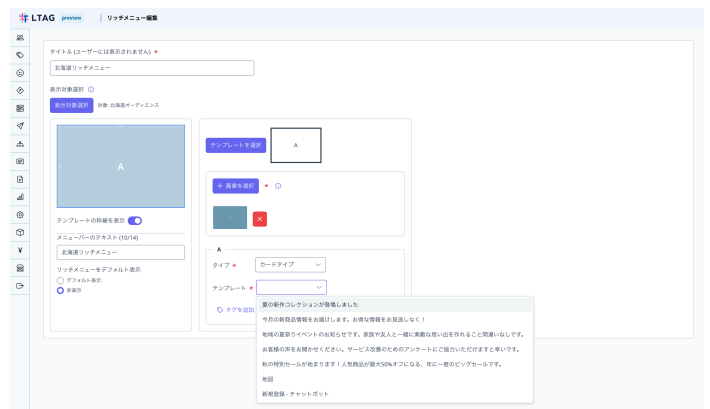 LTAG preview リッチメニュー編集
タイトル (ユーザーには表示されません) *
北海道リッチメニュー
表示対象選択
表示対象選択 対象: 北海道オーディエンス
A
テンプレートの枠線を表示
メニューバーのテキスト (10/14)
北海道リッチメニュー
リッチメニューをデフォルト表示
デフォルト表示
非表示
テンプレートを選択 A
+ 画像を選択 *
A
タイプ * カードタイプ
テンプレート *
タグを追加
夏の新作コレクションが登場しました
今月の新商品情報をお届けします。お得な情報をお見逃しなく！
地域の夏祭りイベントのお知らせです。家族や友人と一緒に素敵な思い出を作れること間違いなしです。
お客様の声をお聞かせください。サービス改善のためのアンケートにご協力いただけますと幸いです。
秋の特別セールが始まります！人気商品が最大50%オフになる、年に一度のビッグセールです。
地図
新規登録 - チャットボット